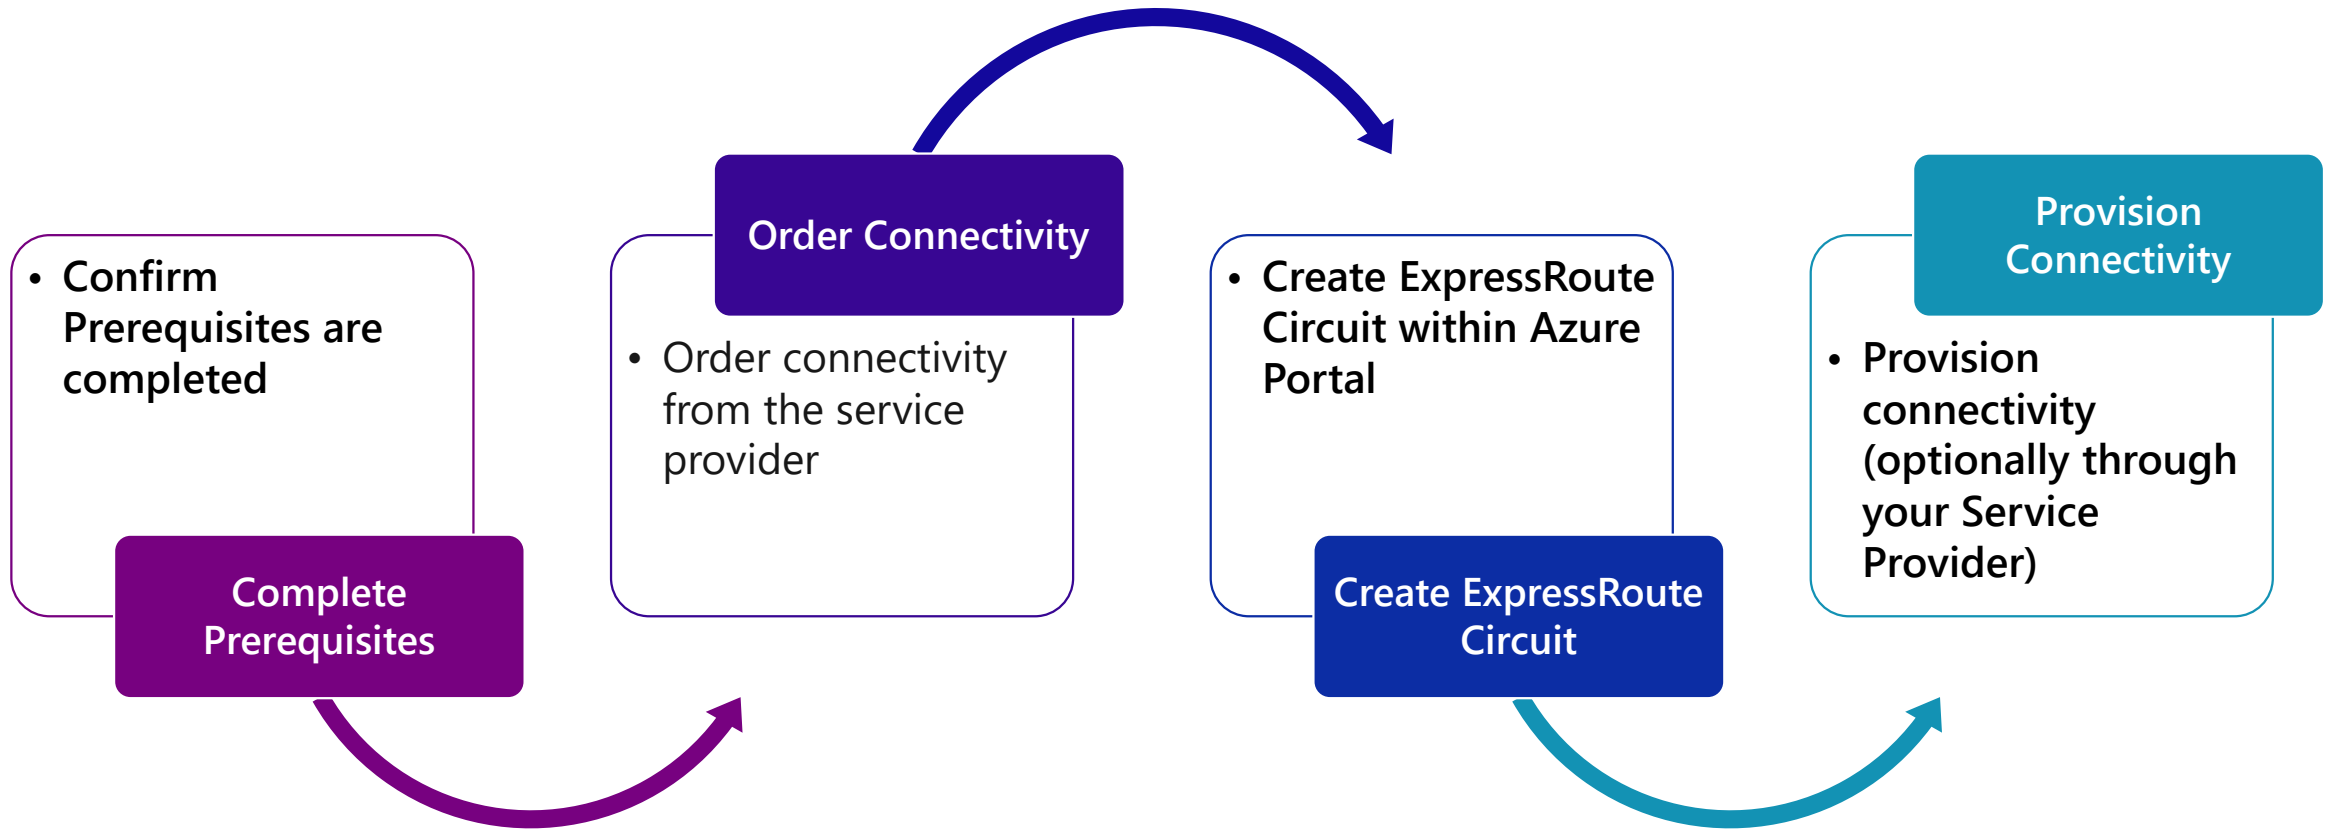 • Confirm
Prerequisites are
completed
Complete
Prerequisites
Order Connectivity
• Order connectivity
from the service
provider
• Create ExpressRoute
Circuit within Azure
Portal
Create ExpressRoute
Circuit
Provision
Connectivity
• Provision
connectivity
(optionally through
your Service
Provider)